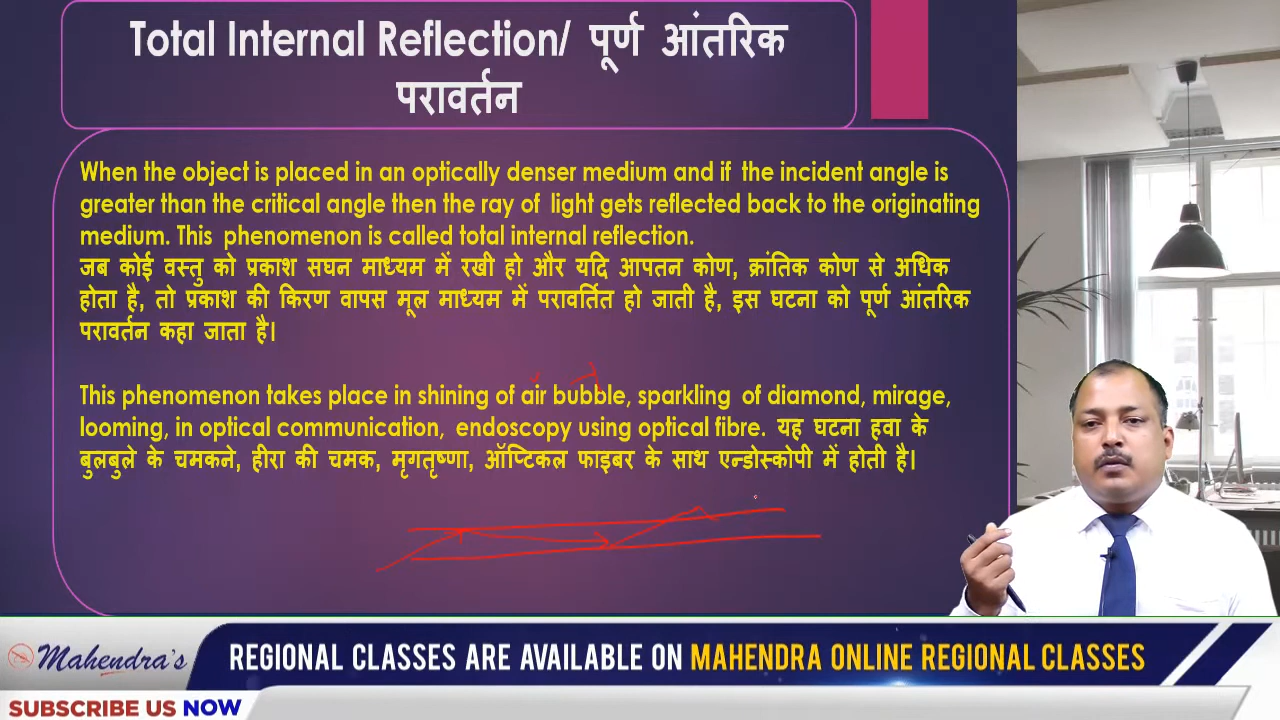 Total Internal Reflection/ पूर्ण आंतरिक
परावर्तन
When the object is placed in an optically denser medium and if the incident angle is
greater than the critical angle then the ray of light gets reflected back to the originating
medium. This phenomenon is called total internal reflection.
जब कोई वस्तु को प्रकाश सघन माध्यम में रखी हो और यदि आपतन कोण, क्रांतिक कोण से अधिक
होता है, तो प्रकाश की किरण वापस मूल माध्यम में परावर्तित हो जाती है, इस घटना को पूर्ण आंतरिक
परावर्तन कहा जाता है।
This phenomenon takes place in shining of air bubble, sparkling of diamond, mirage,
looming, in optical communication, endoscopy using optical fibre. यह घटना हवा के
बुलबुले के चमकने, हीरा की चमक, मृगतृष्णा, ऑप्टिकल फाइबर के साथ एन्डोस्कोपी में होती है।
Mahendra's
REGIONAL CLASSES ARE AVAILABLE ON MAHENDRA ONLINE REGIONAL CLASSES
SUBSCRIBE US NOW